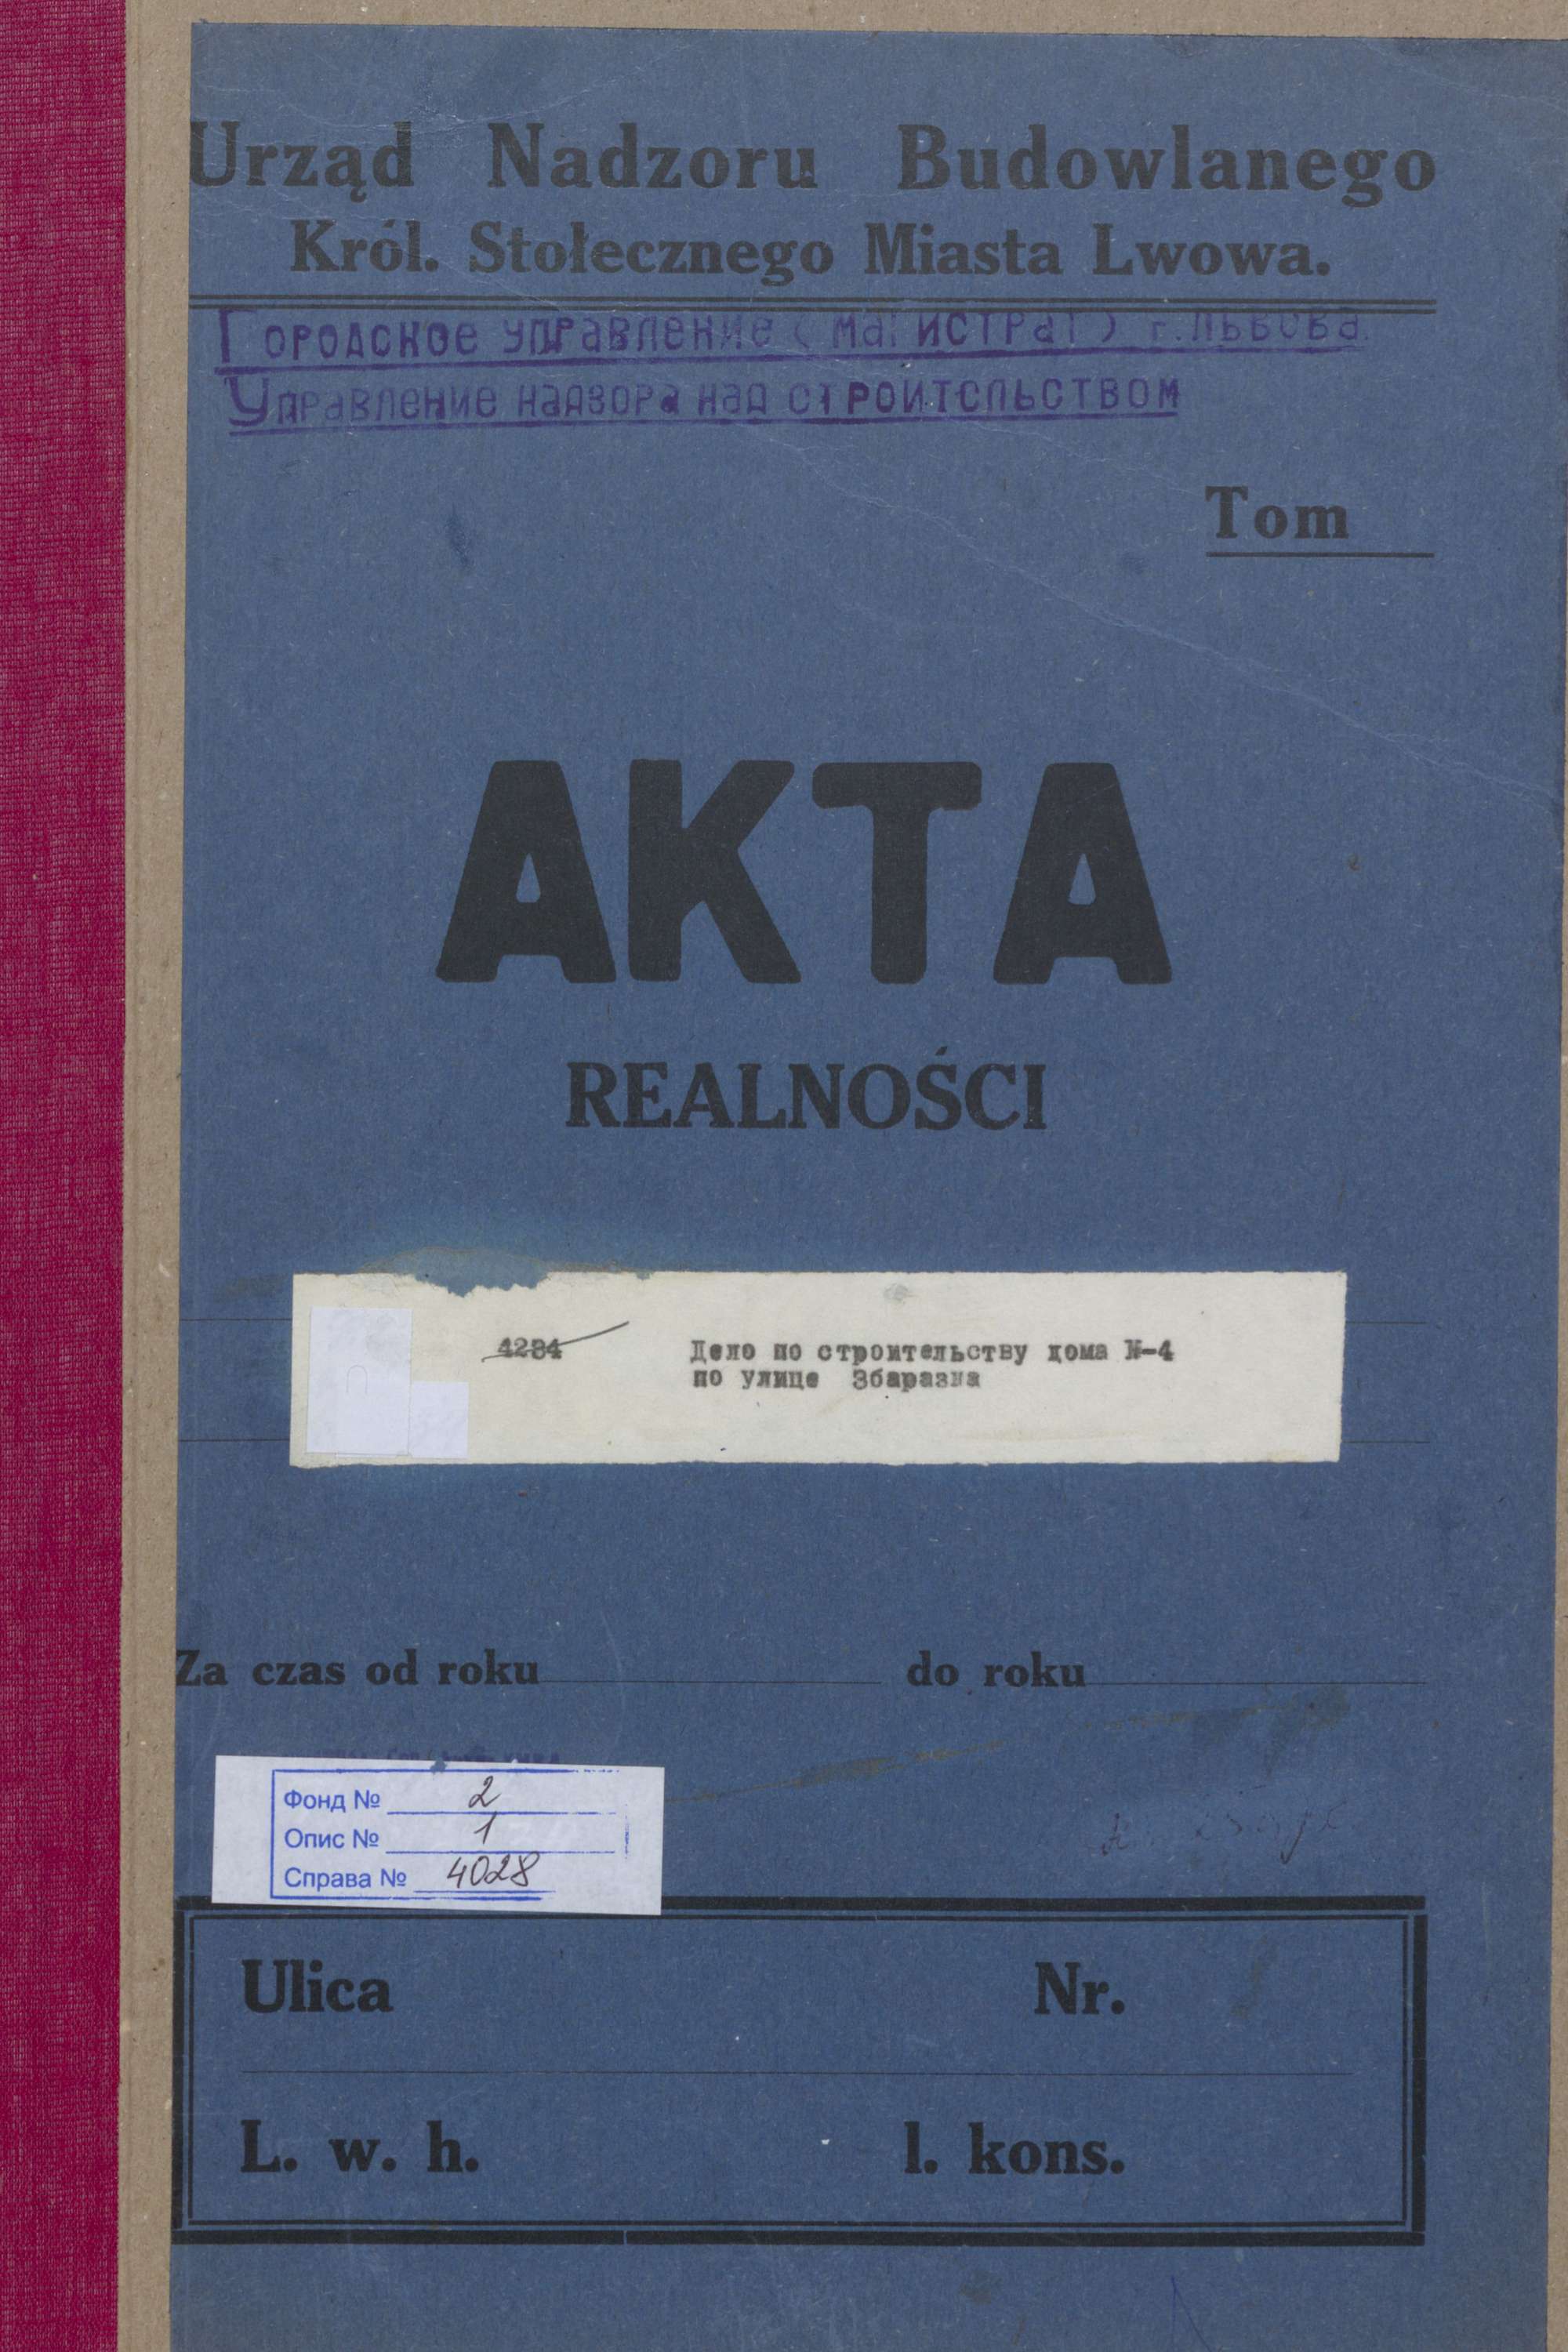 Urząd Nadzoru Budowlanego
Król. Stołecznego Miasta Lwowa.
Городское управление (магистрат) г. Львова.
Управление надзора над строительством
Tom
AKTA
REALNOŚCI
4234 Дело по строительству дома №-4
по улице Збаразка
Za czas od roku do roku
Фонд № 2
Опис № 1
Справа № 4028
Ulica Nr.
L. w. h. l. kons.